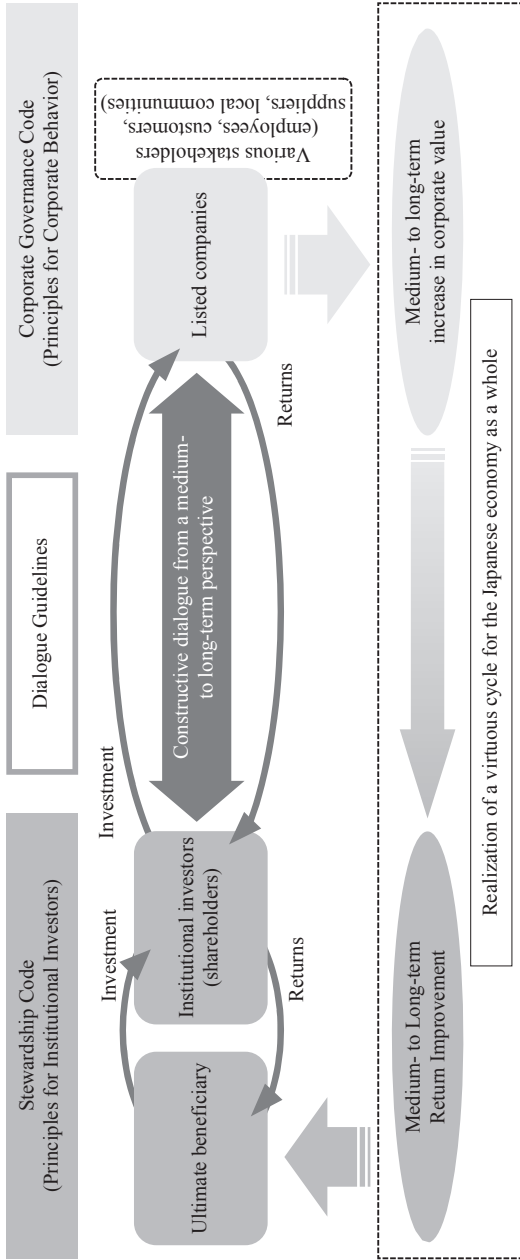 Stewardship Code
(Principles for Institutional Investors)
Dialogue Guidelines
Corporate Governance Code
(Principles for Corporate Behavior)
Investment
Investment
Ultimate beneficiary
Institutional investors
(shareholders)
Constructive dialogue from a medium-
to long-term perspective
Listed companies
Various stakeholders
(employees, customers,
suppliers, local communities)
Returns
Returns
Medium- to Long-term
Return Improvement
Medium- to long-term
increase in corporate value
Realization of a virtuous cycle for the Japanese economy as a whole